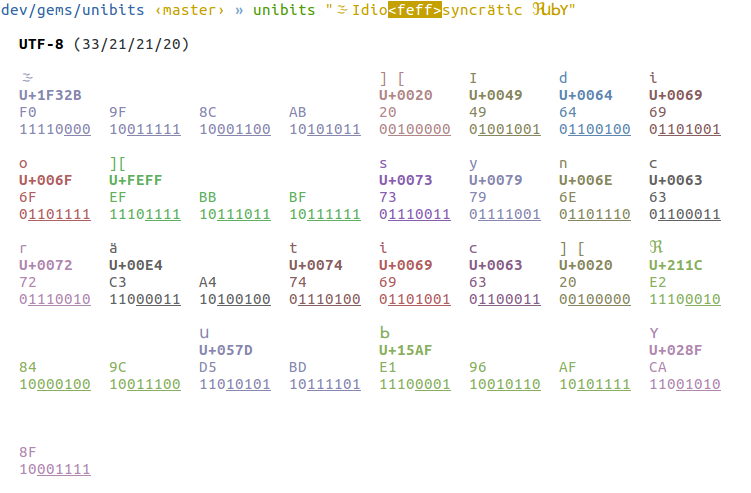 dev/gems/unibits ‹master› » unibits "🌫 Idio<feff>syncrätic ℜսᖯʏ"
UTF-8 (33/21/21/20)
🌫 ] [ I d i
U+1F32B U+0020 U+0049 U+0064 U+0069
F0 9F 8C AB 20 49 64 69
11110000 10011111 10001100 10101011 00100000 01001001 01100100 01101001
o ][ s y n c
U+006F U+FEFF U+0073 U+0079 U+006E U+0063
6F EF BB BF 73 79 6E 63
01101111 11101111 10111011 10111111 01110011 01111001 01101110 01100011
r ä t i c ] [ ℜ
U+0072 U+00E4 U+0074 U+0069 U+0063 U+0020 U+211C
72 C3 A4 74 69 63 20 E2
01110010 11000011 10100100 01110100 01101001 01100011 00100000 11100010
ս ᖯ ʏ
U+057D U+15AF U+028F
84 9C D5 BD E1 96 AF CA
10000100 10011100 11010101 10111101 11100001 10010110 10101111 11001010
8F
10001111